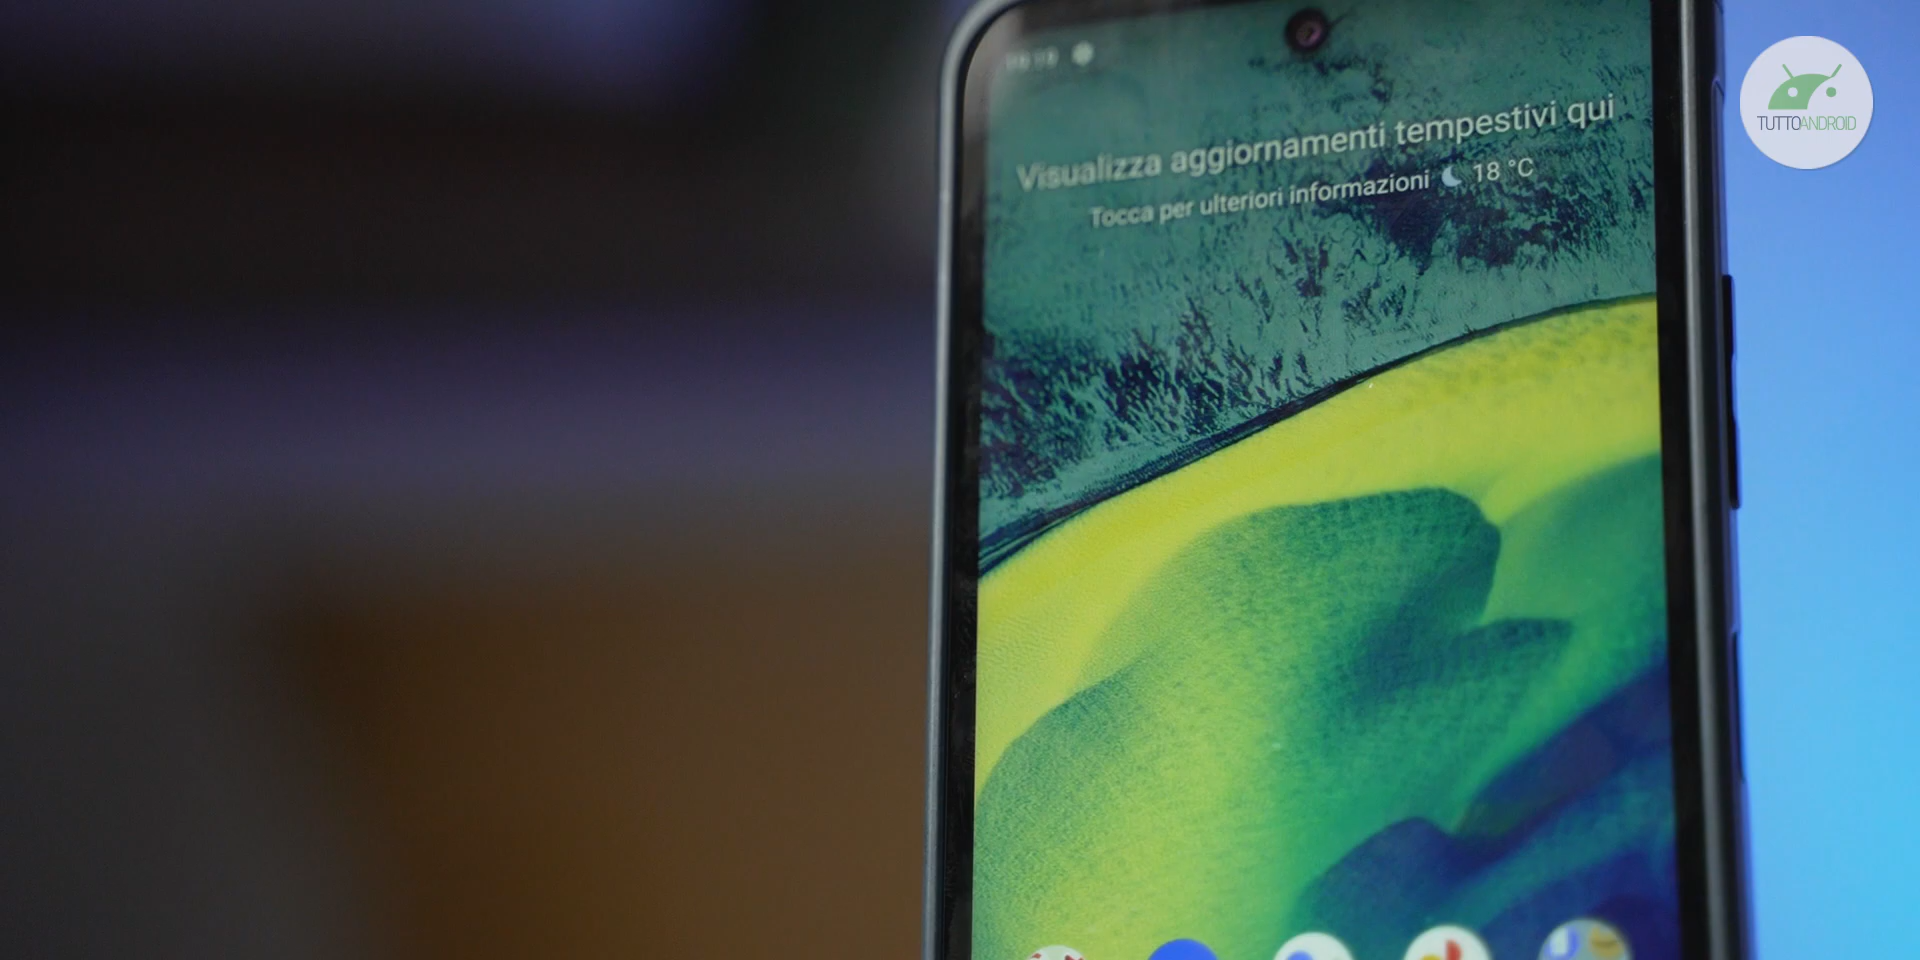 Visualizza aggiornamenti tempestivi qui
Tocca per ulteriori informazioni 18 °C
TUTTOANDROID